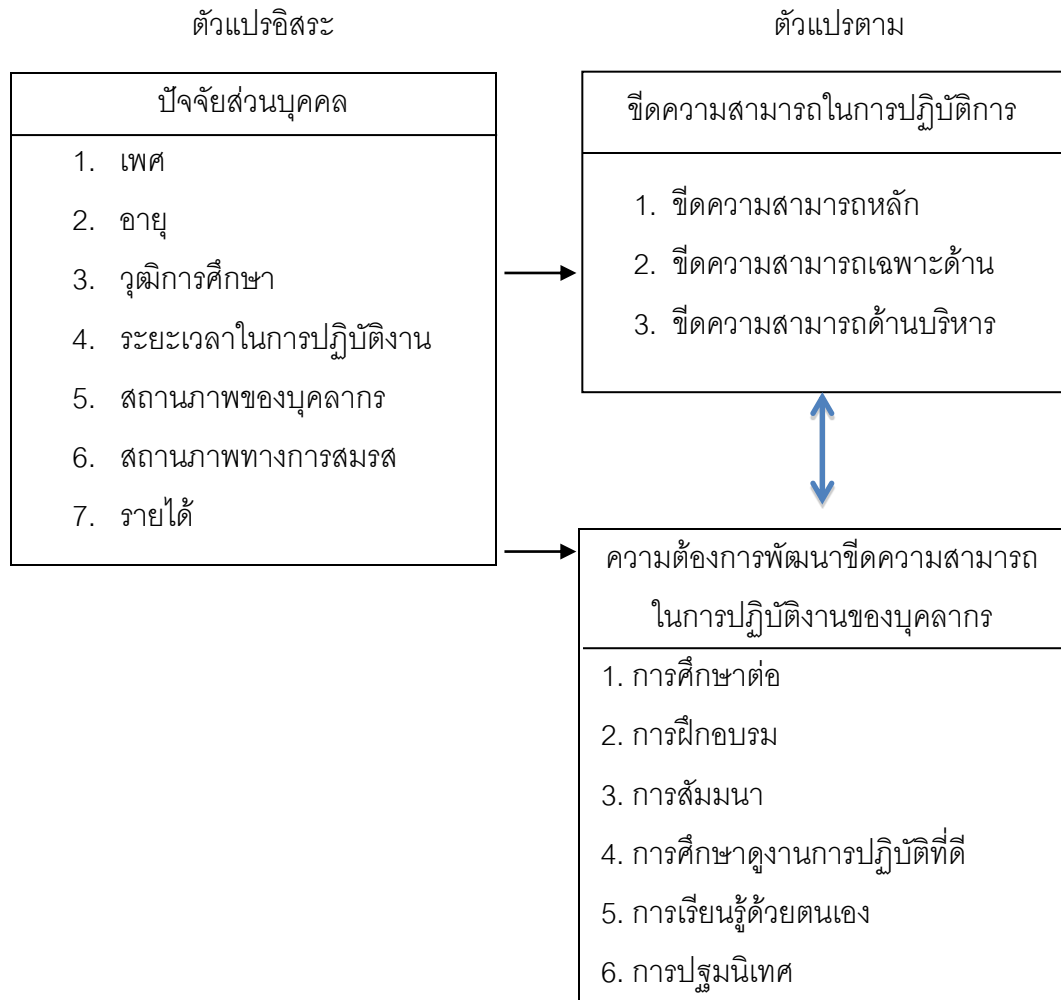 ตัวแปรอิสระ
ตัวแปรตาม
ปัจจัยส่วนบุคคล
1. เพศ
2. อายุ
3. วุฒิการศึกษา
4. ระยะเวลาในการปฏิบัติงาน
5. สถานภาพของบุคลากร
6. สถานภาพทางการสมรส
7. รายได้
ขีดความสามารถในการปฏิบัติการ
1. ขีดความสามารถหลัก
2. ขีดความสามารถเฉพาะด้าน
3. ขีดความสามารถด้านบริหาร
ความต้องการพัฒนาขีดความสามารถ
ในการปฏิบัติงานของบุคลากร
1. การศึกษาต่อ
2. การฝึกอบรม
3. การสัมมนา
4. การศึกษาดูงานการปฏิบัติที่ดี
5. การเรียนรู้ด้วยตนเอง
6. การปฐมนิเทศ